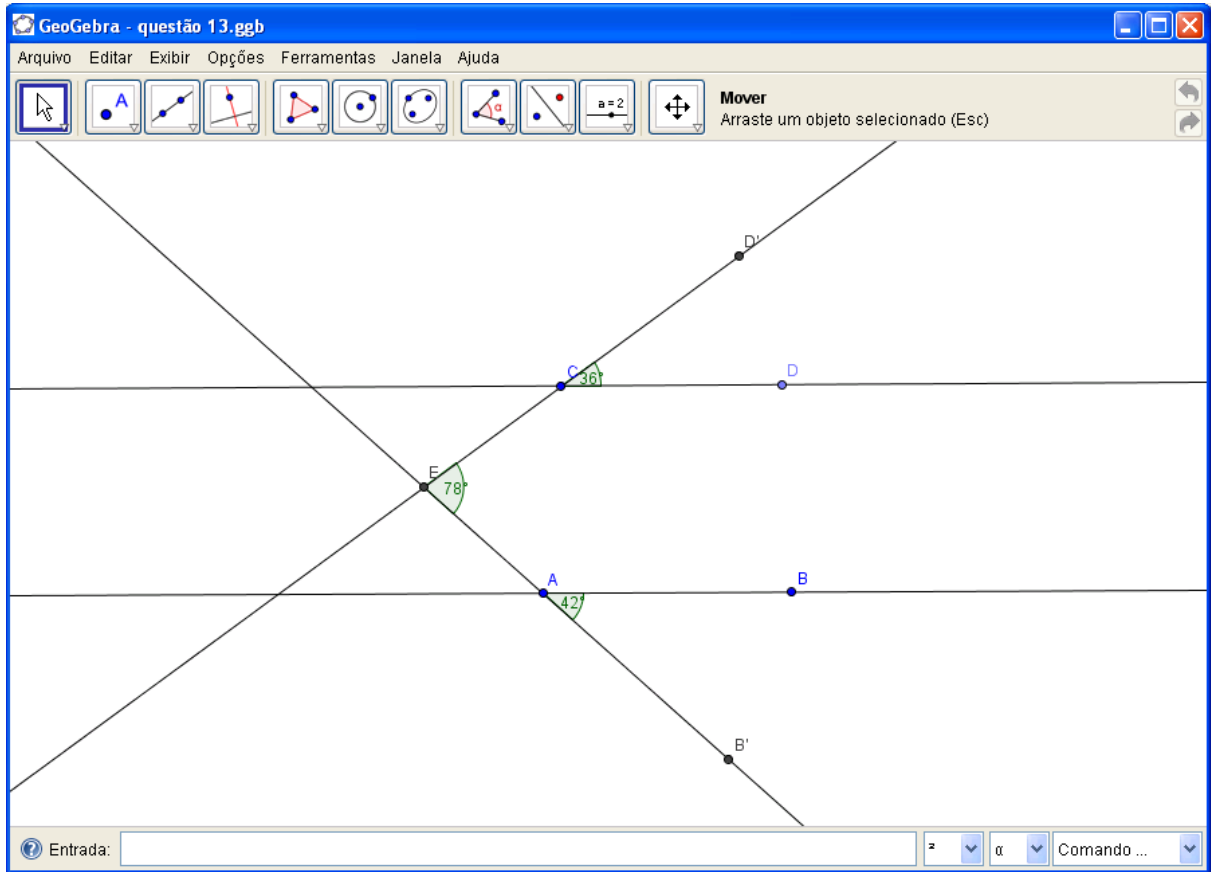 GeoGebra - questão 13.ggb
Arquivo Editar Exibir Opções Ferramentas Janela Ajuda
A
α
a = 2
Mover
Arraste um objeto selecionado (Esc)
D'
C
36°
D
E
78°
A
B
42°
B'
Entrada:
²
α
Comando ...